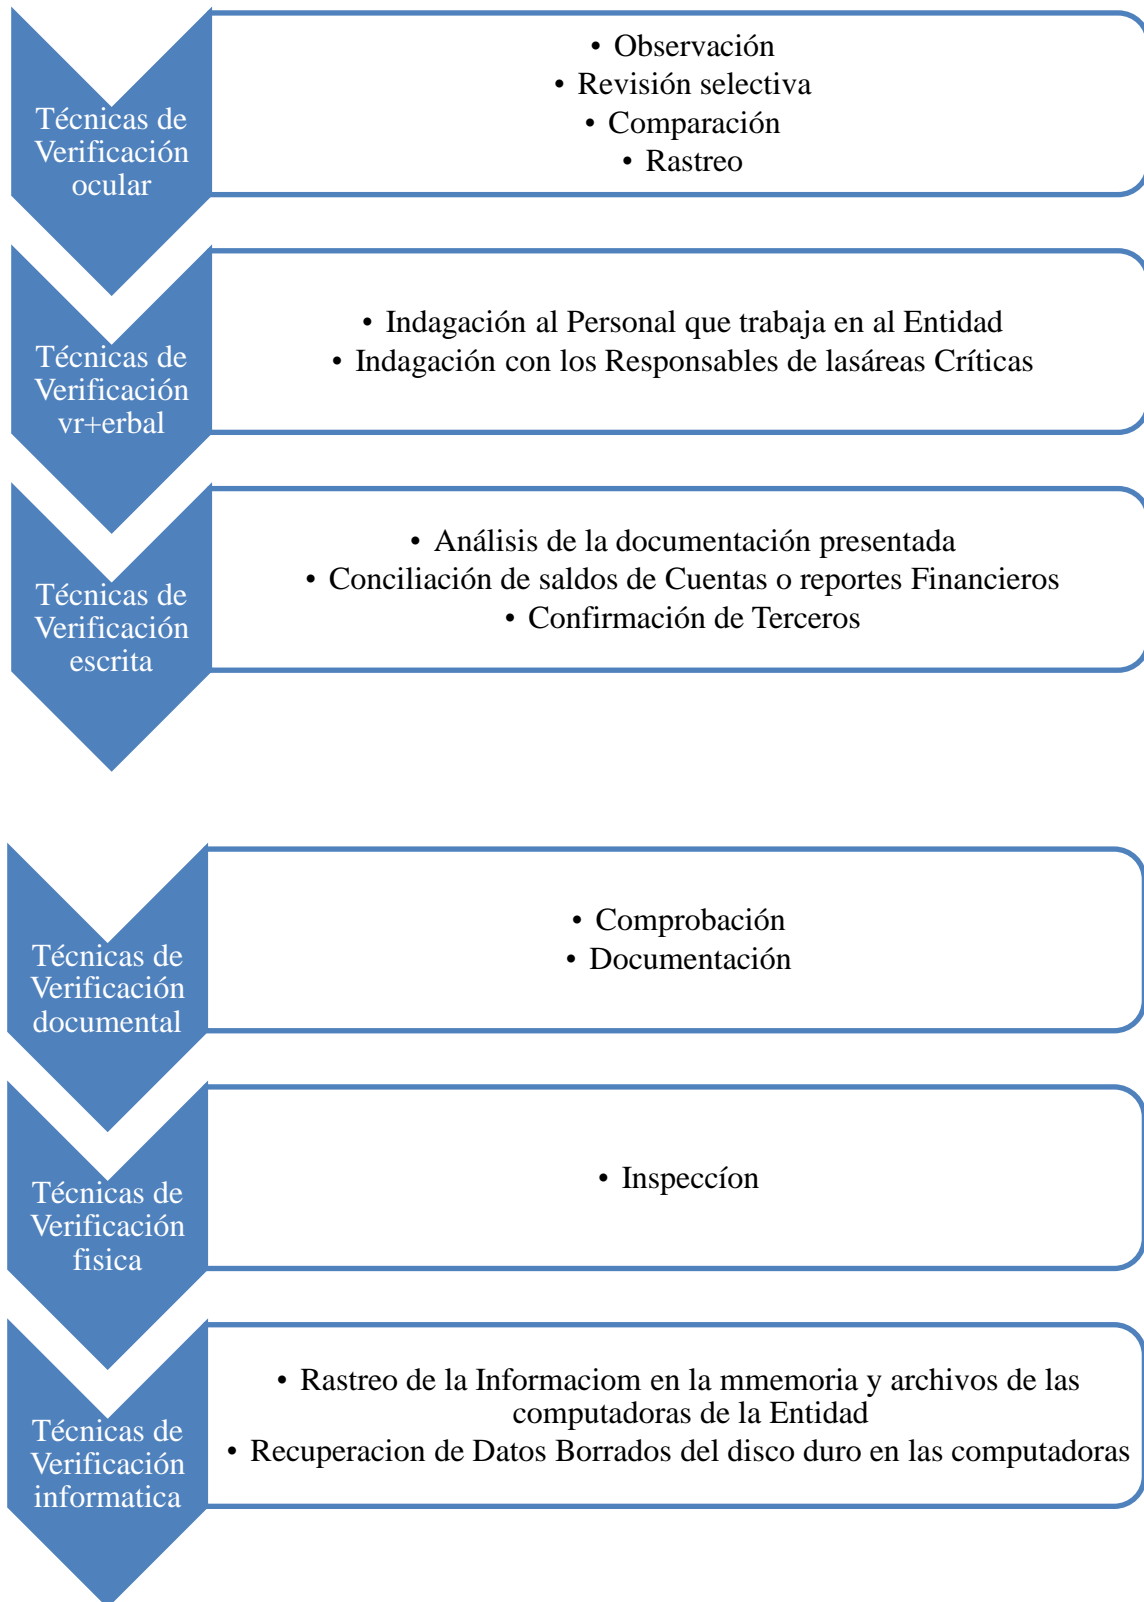 Técnicas de
Verificación
ocular
• Observación
• Revisión selectiva
• Comparación
• Rastreo
Técnicas de
Verificación
vr+erbal
• Indagación al Personal que trabaja en al Entidad
• Indagación con los Responsables de lasáreas Críticas
Técnicas de
Verificación
escrita
• Análisis de la documentación presentada
• Conciliación de saldos de Cuentas o reportes Financieros
• Confirmación de Terceros
Técnicas de
Verificación
documental
• Comprobación
• Documentación
Técnicas de
Verificación
fisica
• Inspeccíon
Técnicas de
Verificación
informatica
• Rastreo de la Informaciom en la mmemoria y archivos de las
computadoras de la Entidad
• Recuperacion de Datos Borrados del disco duro en las computadoras